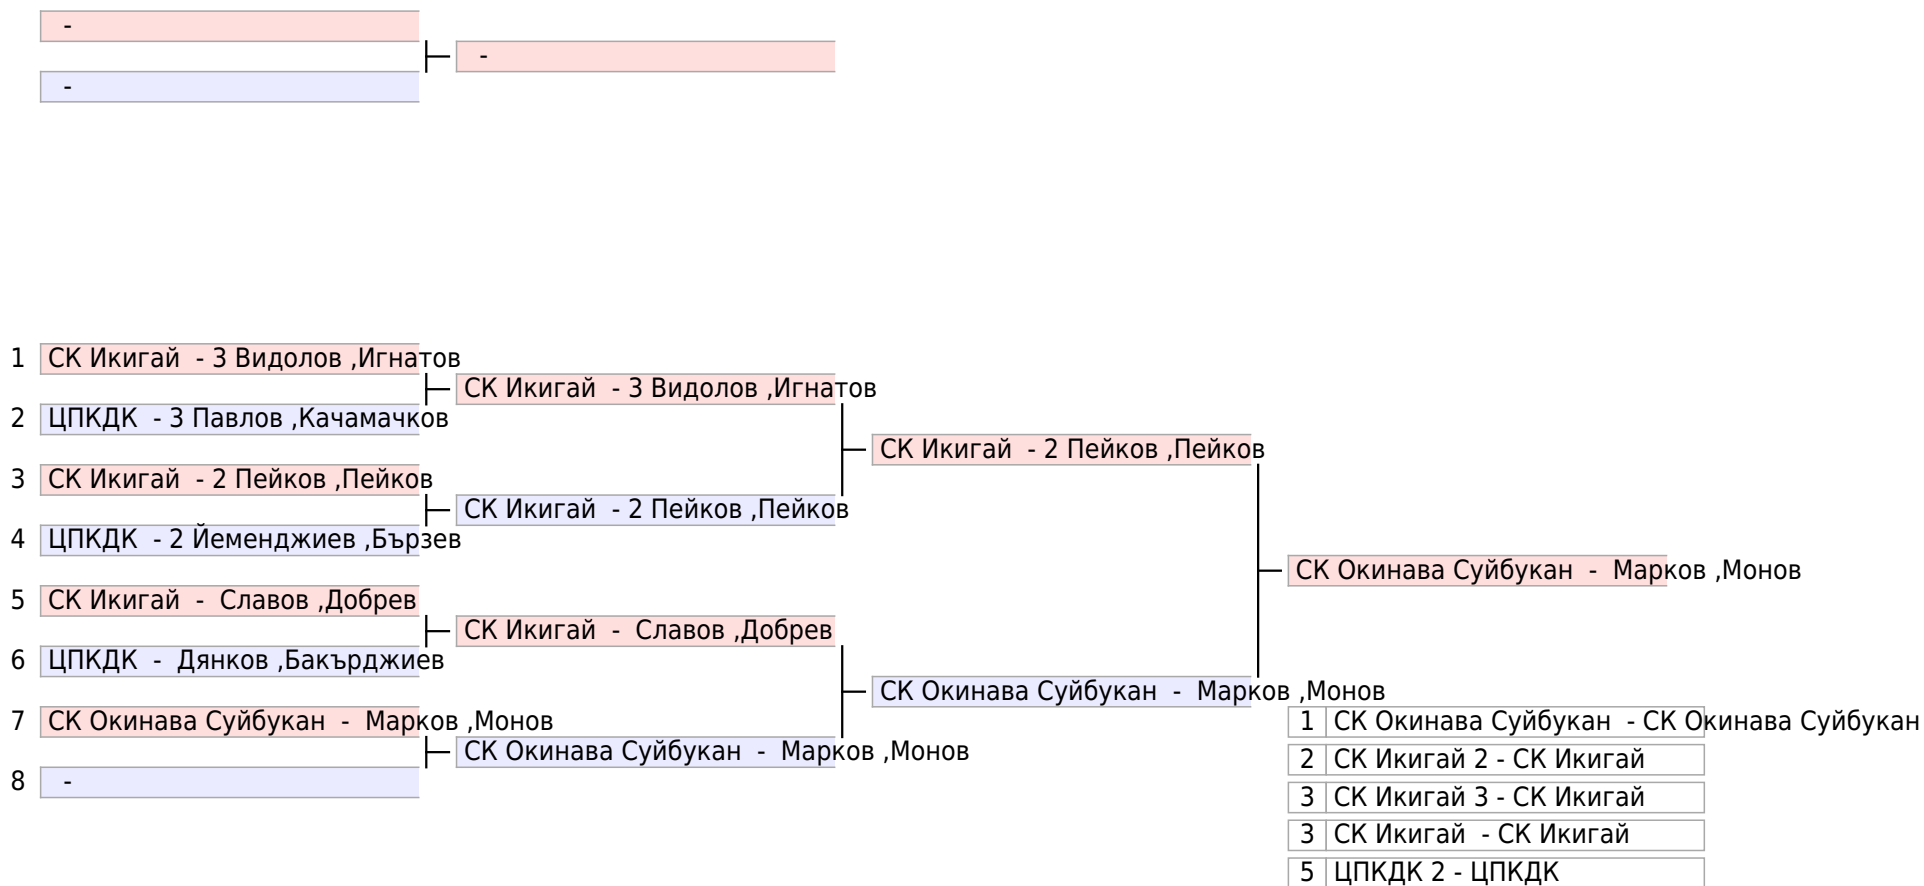 -
-
-
1 СК Икигай - 3 Видолов ,Игнатов
СК Икигай - 3 Видолов ,Игнатов
2 ЦПКДК - 3 Павлов ,Качамачков
СК Икигай - 2 Пейков ,Пейков
3 СК Икигай - 2 Пейков ,Пейков
СК Икигай - 2 Пейков ,Пейков
4 ЦПКДК - 2 Йеменджиев ,Бързев
СК Окинава Суйбукан - Марков ,Монов
5 СК Икигай - Славов ,Добрев
СК Икигай - Славов ,Добрев
6 ЦПКДК - Дянков ,Бакърджиев
СК Окинава Суйбукан - Марков ,Монов
7 СК Окинава Суйбукан - Марков ,Монов
СК Окинава Суйбукан - Марков ,Монов
8 -
1 СК Окинава Суйбукан - СК Окинава Суйбукан
2 СК Икигай 2 - СК Икигай
3 СК Икигай 3 - СК Икигай
3 СК Икигай - СК Икигай
5 ЦПКДК 2 - ЦПКДК